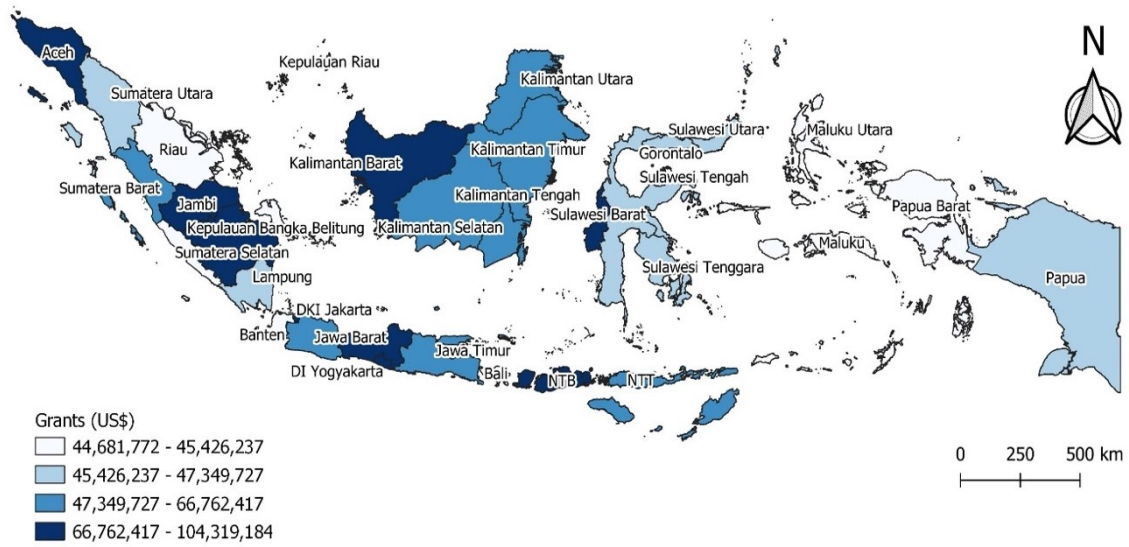 N
Aceh
Kepulauan Riau
Kalimantan Utara
Sumatera Utara
Sulawesi Utara
Maluku Utara
Riau
Kalimantan Timur
Gorontalo
Kalimantan Barat
Sulawesi Tengah
Sumatera Barat
Kalimantan Tengah
Jambi
Papua Barat
Sulawesi Barat
Kepulauan Bangka Belitung
Kalimantan Selatan
Maluku
Sumatera Selatan
Sulawesi Tenggara
Lampung
Papua
DKI Jakarta
Banten
Jawa Barat
Jawa Timur
DI Yogyakarta
Bali
NTB
NTT
Grants (US$)
44,681,772 - 45,426,237
45,426,237 - 47,349,727
47,349,727 - 66,762,417
66,762,417 - 104,319,184
0 250 500 km